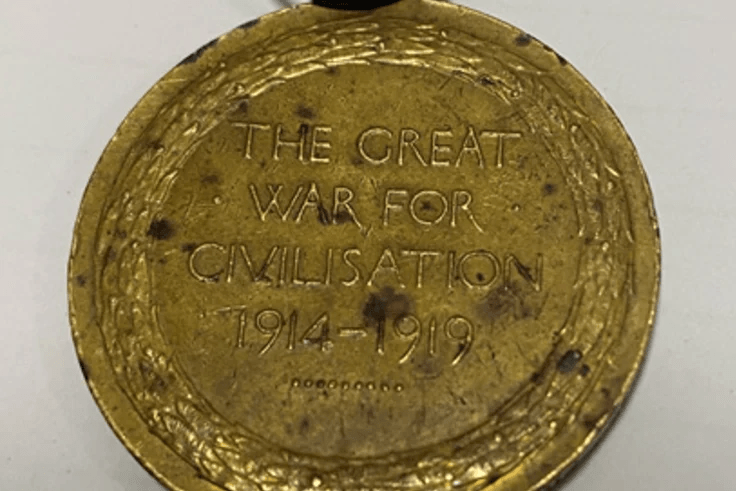 THE GREAT
WAR FOR
CIVILISATION
1914-1919